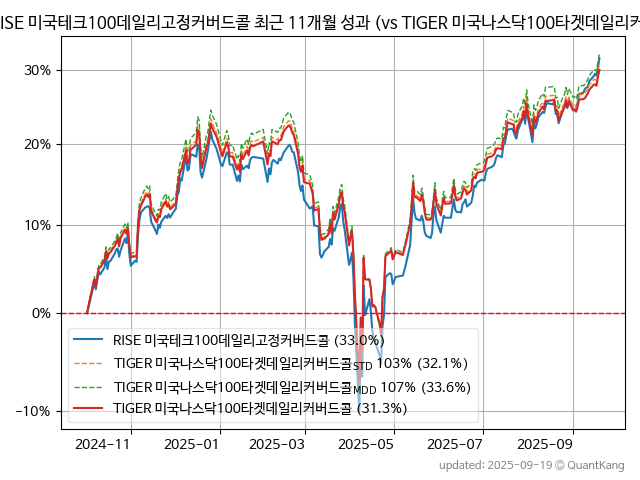 RISE 미국테크100데일리고정커버드콜 최근 11개월 성과 (vs TIGER 미국나스닥100타겟데일리커
30%
20%
10%
0%
−10%
RISE 미국테크100데일리고정커버드콜 (33.0%)
TIGER 미국나스닥100타겟데일리커버드콜STD 103% (32.1%)
TIGER 미국나스닥100타겟데일리커버드콜MDD 107% (33.6%)
TIGER 미국나스닥100타겟데일리커버드콜 (31.3%)
2024-11 2025-01 2025-03 2025-05 2025-07 2025-09
updated: 2025-09-19 © QuantKang